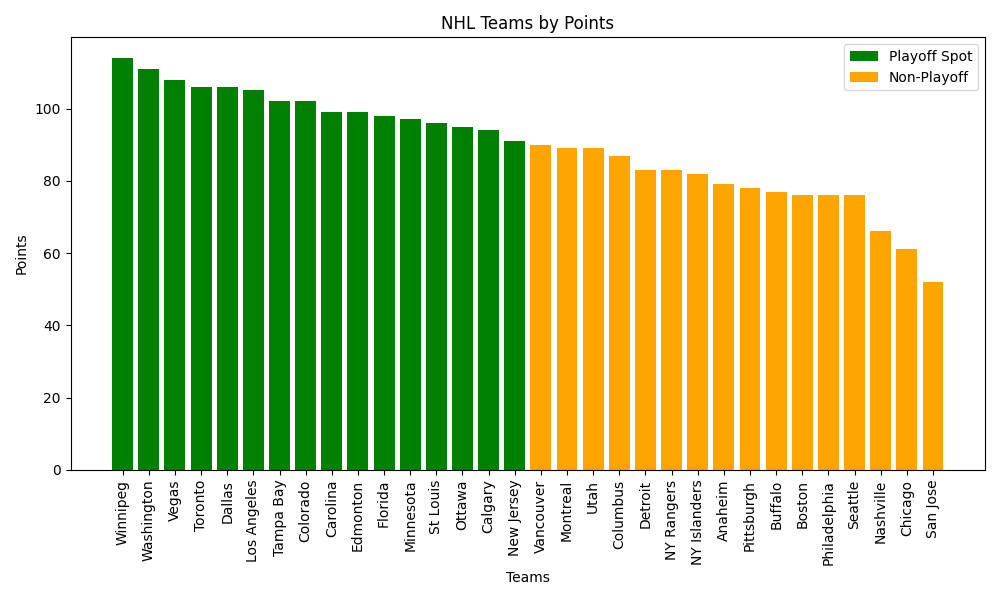 NHL Teams by Points
Playoff Spot
Non-Playoff
Points
100
80
60
40
20
0
Winnipeg
Washington
Vegas
Toronto
Dallas
Los Angeles
Tampa Bay
Colorado
Carolina
Edmonton
Florida
Minnesota
St Louis
Ottawa
Calgary
New Jersey
Vancouver
Montreal
Utah
Columbus
Detroit
NY Rangers
NY Islanders
Anaheim
Pittsburgh
Buffalo
Boston
Philadelphia
Seattle
Nashville
Chicago
San Jose
Teams